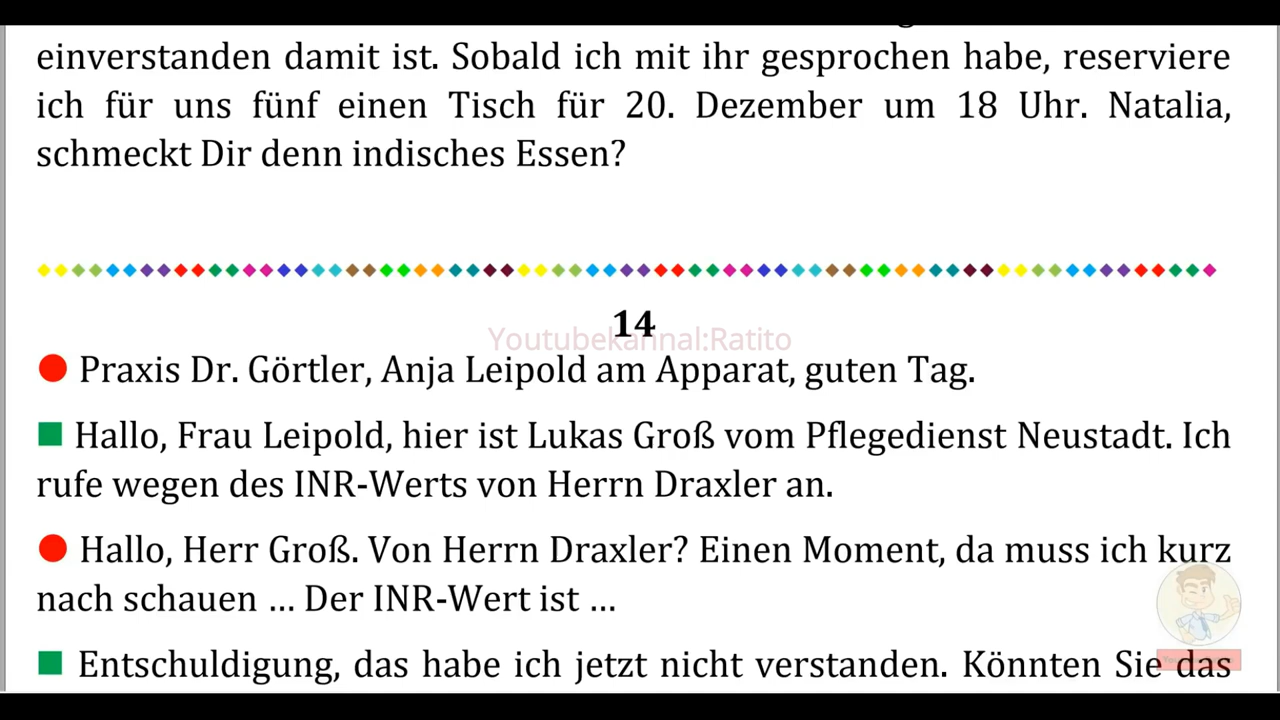 einverstanden damit ist. Sobald ich mit ihr gesprochen habe, reserviere
ich für uns fünf einen Tisch für 20. Dezember um 18 Uhr. Natalia,
schmeckt Dir denn indisches Essen?
14
Youtubekannal:Ratito
Praxis Dr. Görtler, Anja Leipold am Apparat, guten Tag.
Hallo, Frau Leipold, hier ist Lukas Groß vom Pflegedienst Neustadt. Ich
rufe wegen des INR-Werts von Herrn Draxler an.
Hallo, Herr Groß. Von Herrn Draxler? Einen Moment, da muss ich kurz
nach schauen ... Der INR-Wert ist ...
Entschuldigung, das habe ich jetzt nicht verstanden. Könnten Sie das